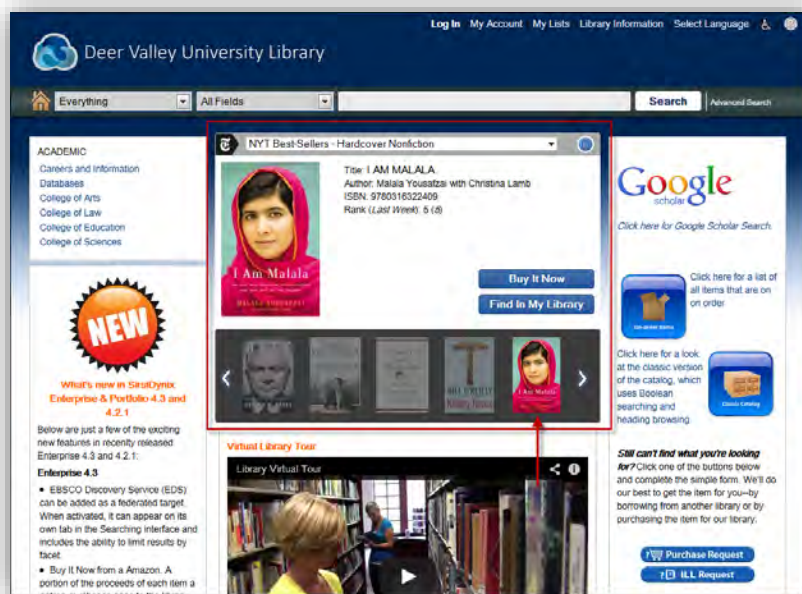 Log In My Account My Lists Library Information Select Language
Deer Valley University Library
Everything
All Fields
Search
Advanced Search
ACADEMIC
Careers and Information
Databases
College of Arts
College of Law
College of Education
College of Sciences
NEW
What's new in SirsiDynix
Enterprise & Portfolio 4.3 and
4.2.1
Below are just a few of the exciting
new features in recently released
Enterprise 4.3 and 4.2.1:
Enterprise 4.3
• EBSCO Discovery Service (EDS)
can be added as a federated target.
When activated, it can appear on its
own tab in the Searching interface and
includes the ability to limit results by
facet.
• Buy It Now from a Amazon. A
portion of the proceeds of each item a
NYT Best-Sellers - Hardcover Nonfiction
Title: I AM MALALA.
Author: Malala Yousafzai with Christina Lamb
ISBN: 9780316322409
Rank (Last Week): 5 (8)
I Am Malala
Buy It Now
Find In My Library
I Am Malala
Virtual Library Tour
Library Virtual Tour
Google
scholar
Click here for Google Scholar Search.
Click here for a list of
all items that are on
on order
On-order Items
Click here for a look
at the classic version
of the catalog, which
uses Boolean
searching and
heading browsing.
Classic Catalog
Still can't find what you're looking
for? Click one of the buttons below
and complete the simple form. We'll do
our best to get the item for you--by
borrowing from another library or by
purchasing the item for our library.
Purchase Request
ILL Request